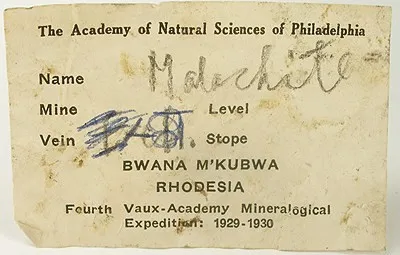 The Academy of Natural Sciences of Philadelphia
Name Malachite
Mine Level
Vein Stope
BWANA M'KUBWA
RHODESIA
Fourth Vaux-Academy Mineralogical
Expedition: 1929-1930